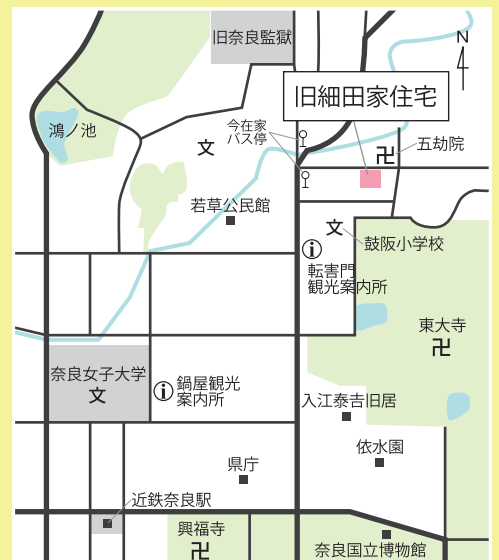 旧奈良監獄
N
旧細田家住宅
鴻ノ池
今在家
バス停
文
卍
五劫院
若草公民館
文
鼓阪小学校
i
転害門
観光案内所
東大寺
卍
奈良女子大学
文
i
鍋屋観光
案内所
入江泰吉旧居
依水園
県庁
近鉄奈良駅
興福寺
卍
奈良国立博物館